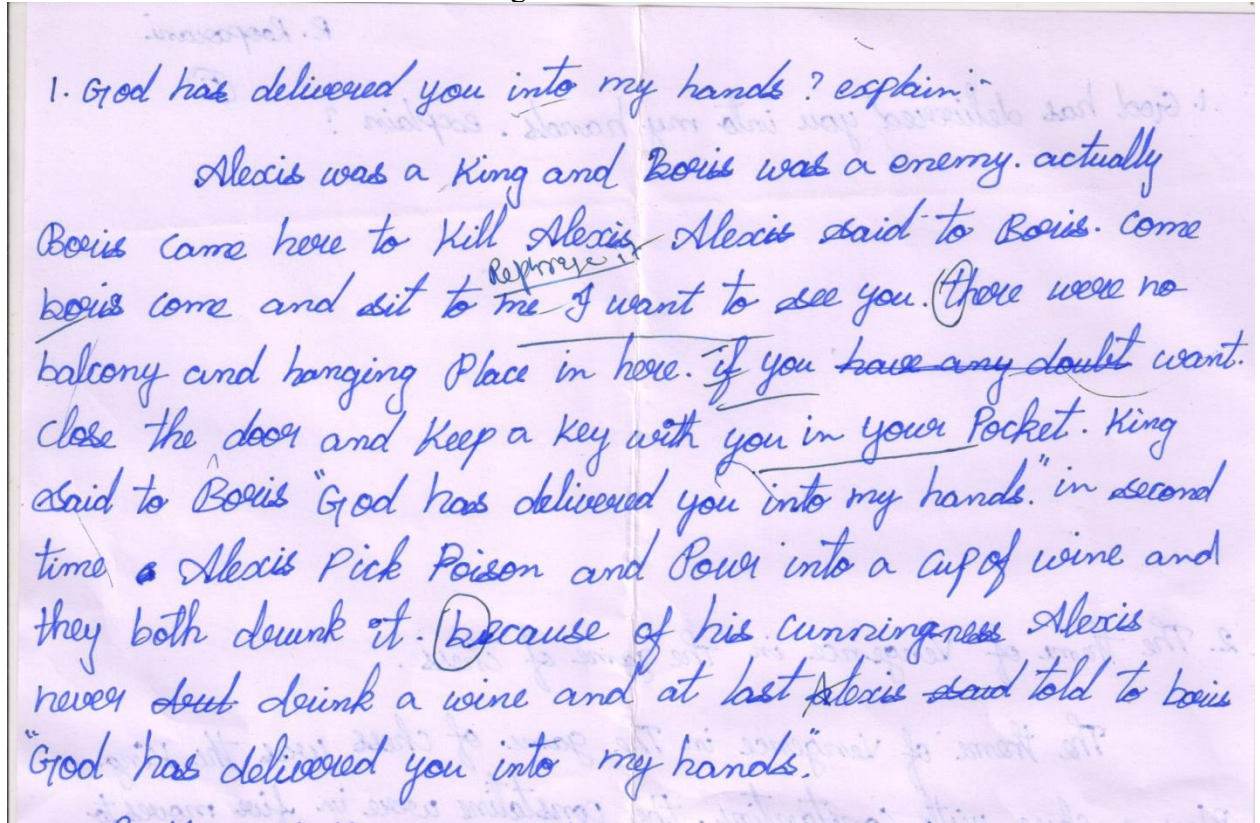 1. God has delivered you into my hands? explain:-
Alexis was a King and Boris was a enemy. actually
Boris came here to kill Alexis. Alexis said to Boris. come
Rephrase it
boris come and sit to me I want to see you. there were no
balcony and hanging Place in here. if you have any doubt want.
close the door and keep a key with you in your Pocket. King
said to Boris "God has delivered you into my hands." in second
time Alexis Pick Poison and Pour into a cup of wine and
they both drunk it. because of his cunningness Alexis
never drink a wine and at last Alexis said told to boris
"God has delivered you into my hands."